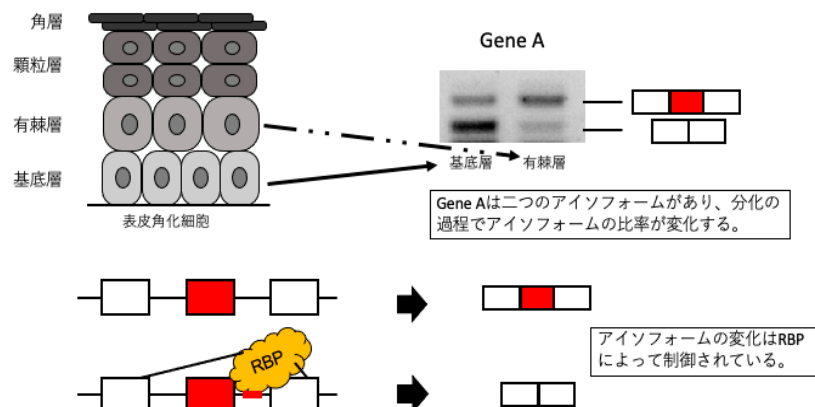 角層
顆粒層
有棘層
基底層
表皮角化細胞
Gene A
基底層
有棘層
Gene Aは二つのアイソフォームがあり、分化の
過程でアイソフォームの比率が変化する。
RBP
アイソフォームの変化はRBP
によって制御されている。